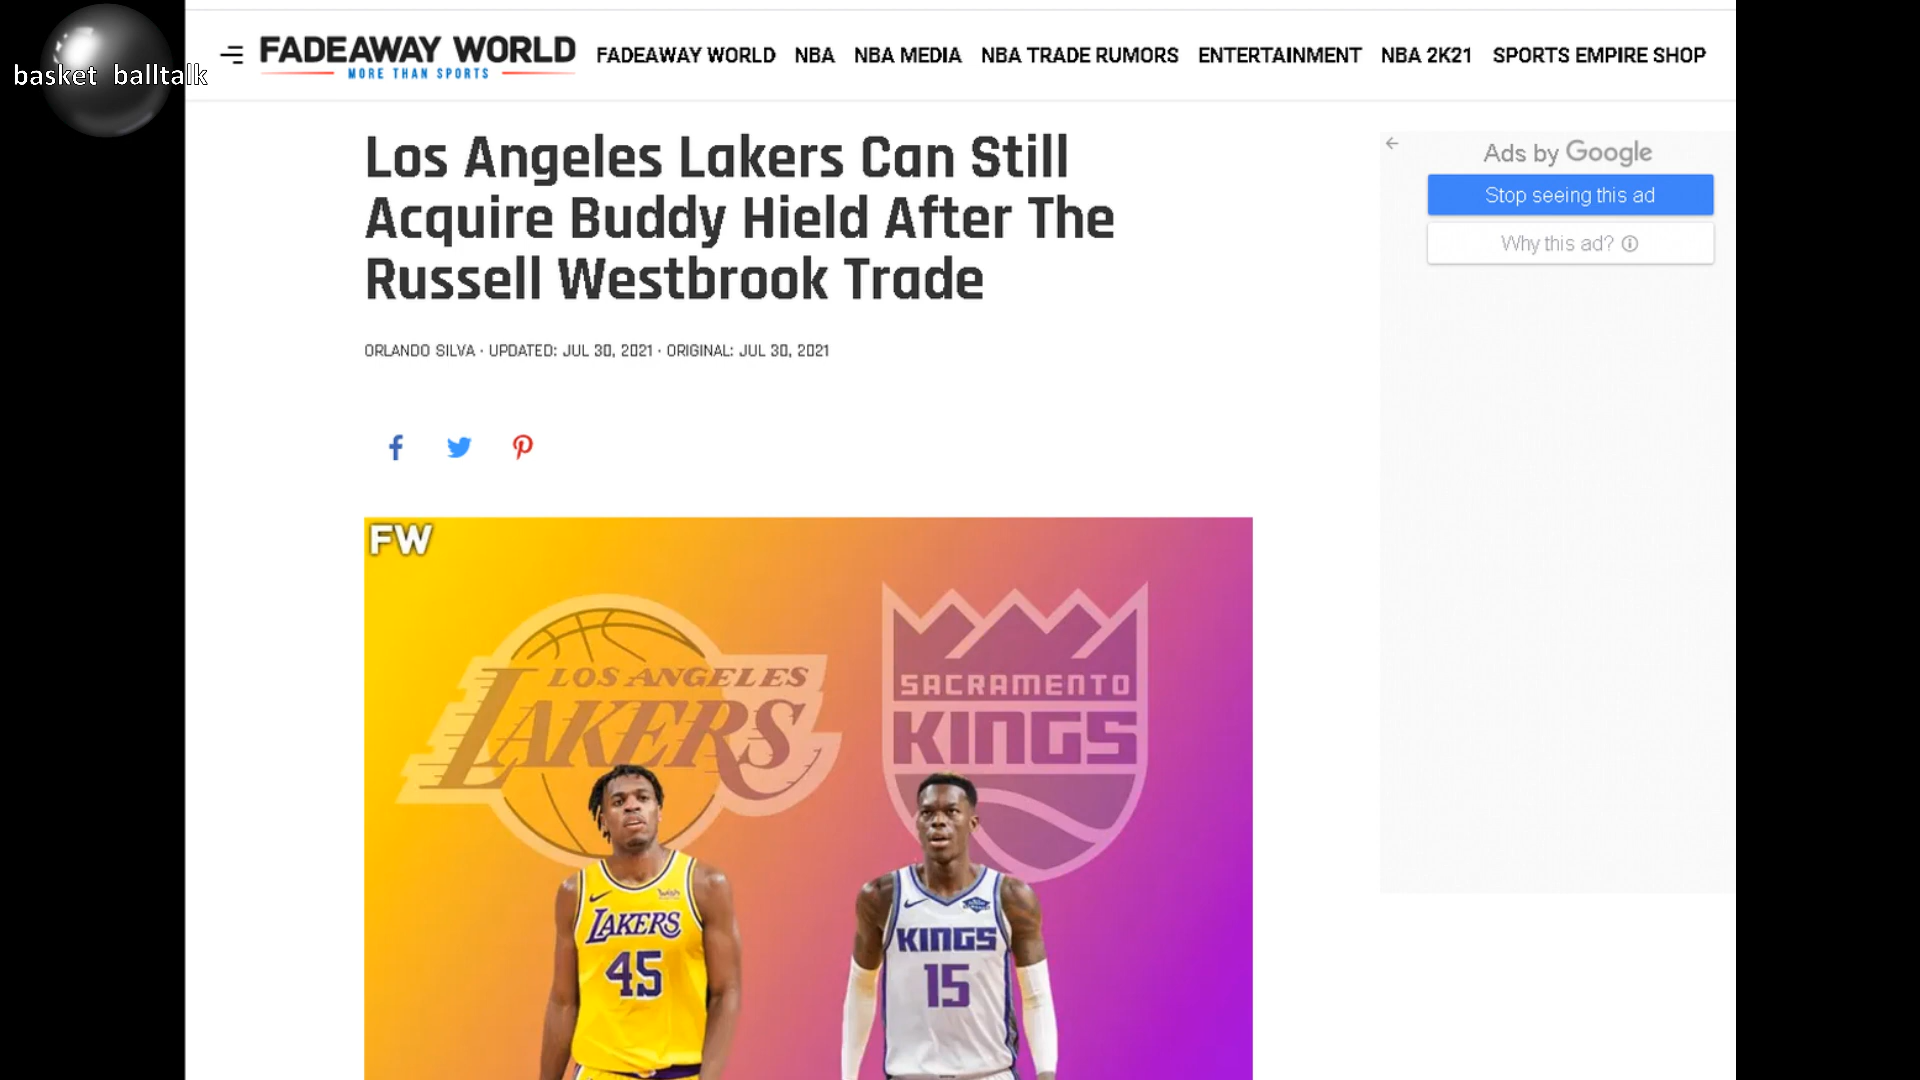 basket balltalk
FADEAWAY WORLD
MORE THAN SPORTS
FADEAWAY WORLD NBA NBA MEDIA NBA TRADE RUMORS ENTERTAINMENT NBA 2K21 SPORTS EMPIRE SHOP
Los Angeles Lakers Can Still
Acquire Buddy Hield After The
Russell Westbrook Trade
ORLANDO SILVA · UPDATED: JUL 30, 2021 · ORIGINAL: JUL 30, 2021
Ads by Google
Stop seeing this ad
Why this ad?
FW
LOS ANGELES
LAKERS
SACRAMENTO
KINGS
wish
LAKERS
45
KINGS
15